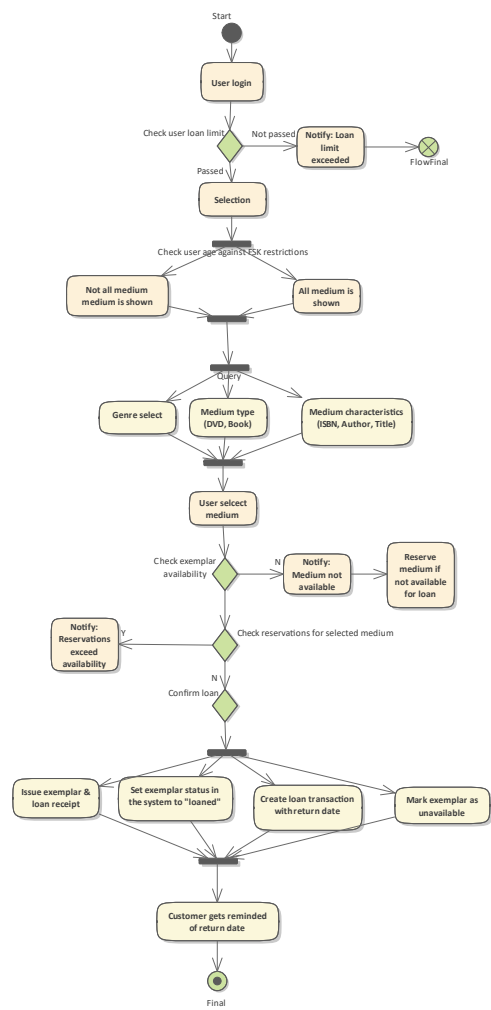 Start
User login
Check user loan limit
Not passed
Notify: Loan
limit
exceeded
FlowFinal
Passed
Selection
Check user age against FSK restrictions
Not all medium
medium is shown
All medium is
shown
Query
Genre select
Medium type
(DVD, Book)
Medium characteristics
(ISBN, Author, Title)
User selcect
medium
Check exemplar
availability
N
Notify:
Medium not
available
Reserve
medium if
not available
for loan
Check reservations for selected medium
Y
Notify:
Reservations
exceed
availability
N
Confirm loan
Issue exemplar &
loan receipt
Set exemplar status in
the system to "loaned"
Create loan transaction
with return date
Mark exemplar as
unavailable
Customer gets reminded
of return date
Final